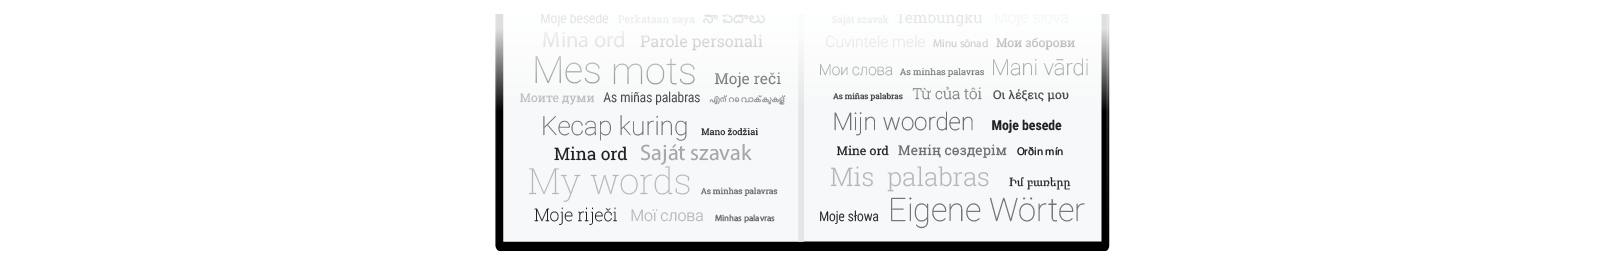 Moje besede Perkataan saya నా పదాలు
Mina ord Parole personali
Mes mots Moje reči
Моите думи As miñas palabras എന്റെ വാക്കുകള്
Kecap kuring Mano žodžiai
Mina ord Saját szavak
My words As minhas palavras
Moje riječi Мої слова Minhas palavras
Saját szavak Tembungku Moje slová
Cuvintele mele Minu sõnad Мои зборови
Мои слова As minhas palavras Mani vārdi
As miñas palabras Từ của tôi Οι λέξεις μου
Mijn woorden Moje besede
Mine ord Менің сөздерім Orðin mín
Mis palabras Իմ բառերը
Moje słowa Eigene Wörter